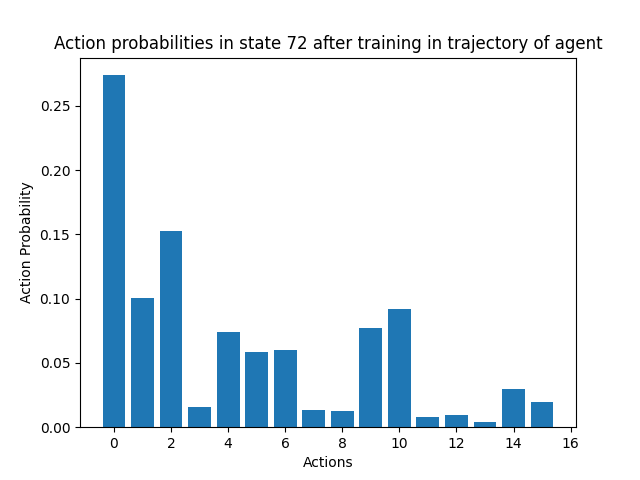 Action probabilities in state 72 after training in trajectory of agent
0.25
0.20
0.15
0.10
0.05
0.00
Action Probability
0 2 4 6 8 10 12 14 16
Actions